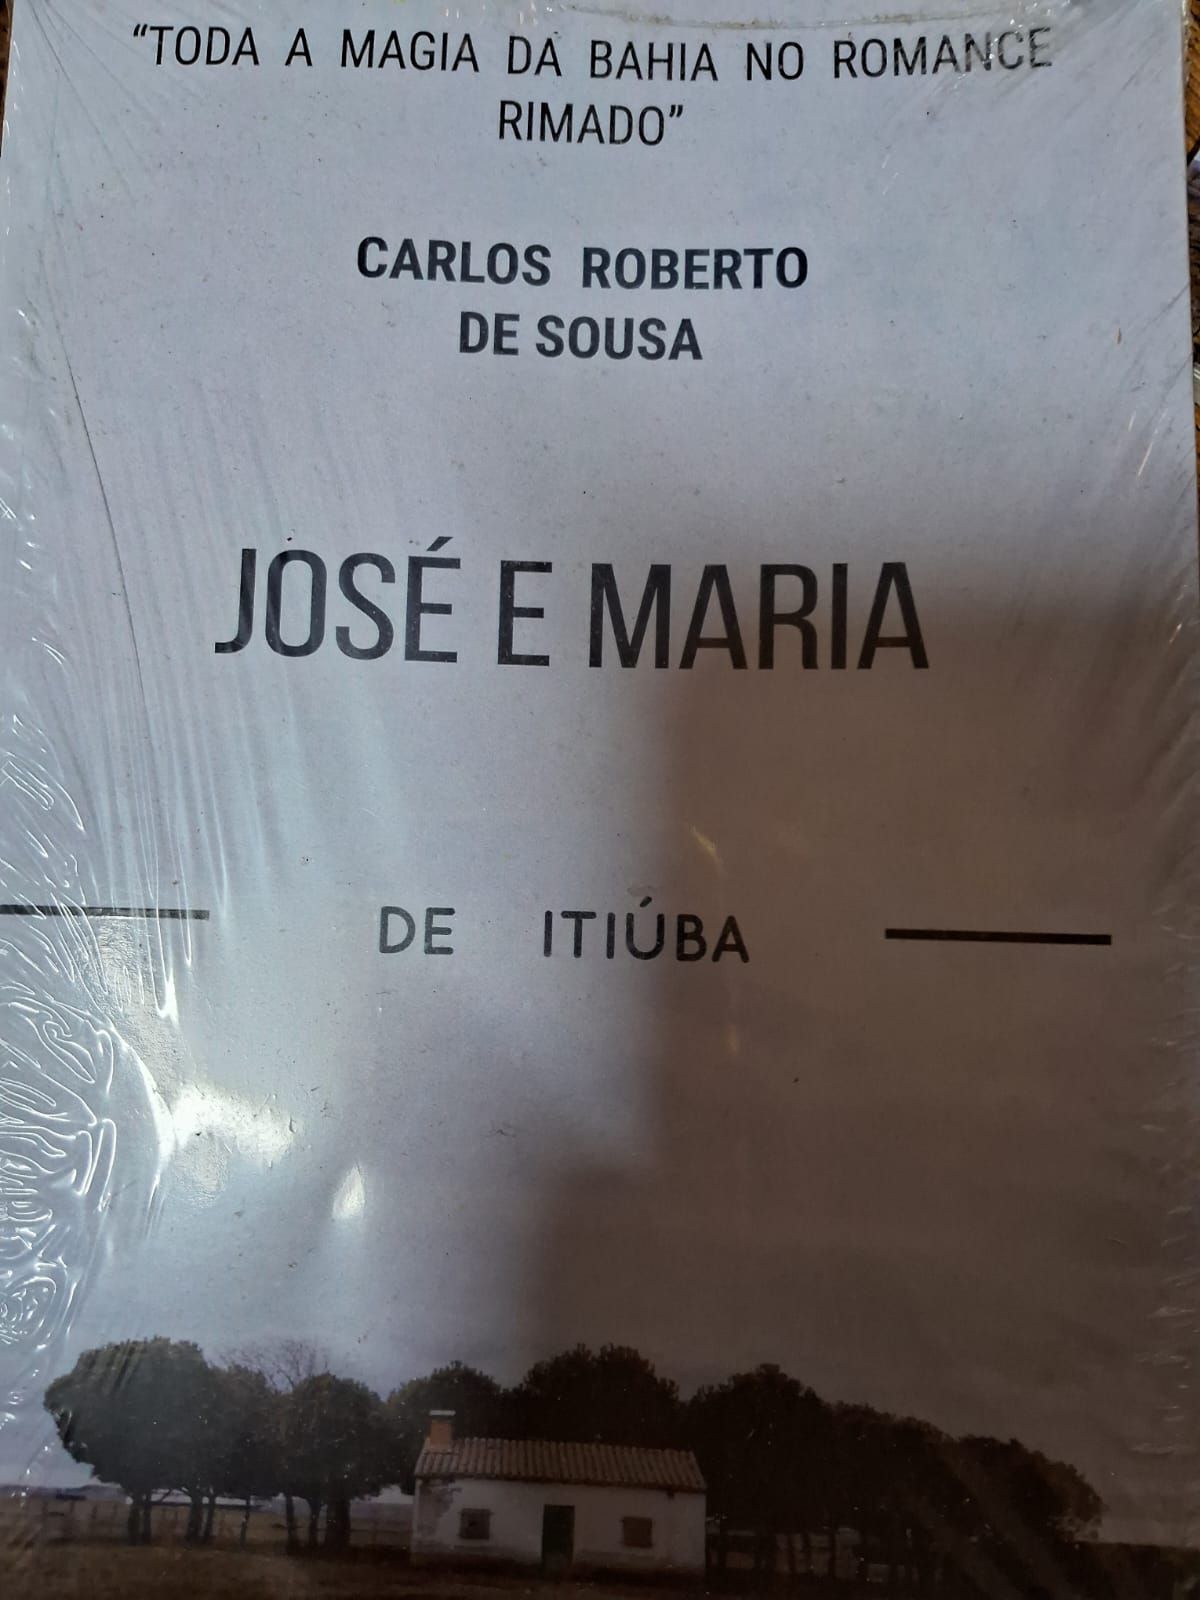 “TODA A MAGIA DA BAHIA NO ROMANCE
RIMADO”
CARLOS ROBERTO
DE SOUSA
JOSÉ E MARIA
DE ITIÚBA